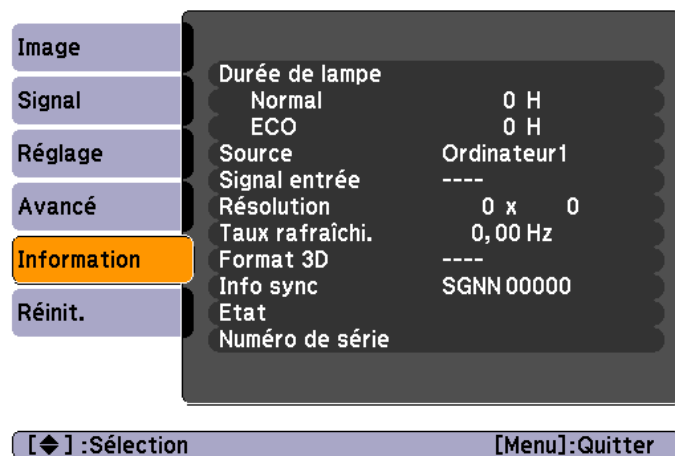 Image
Signal
Réglage
Avancé
Information
Réinit.
Durée de lampe
Normal 0 H
ECO 0 H
Source Ordinateur1
Signal entrée ----
Résolution 0 x 0
Taux rafraîchi. 0,00 Hz
Format 3D ----
Info sync SGNN 00000
Etat
Numéro de série
[◆] :Sélection [Menu]:Quitter